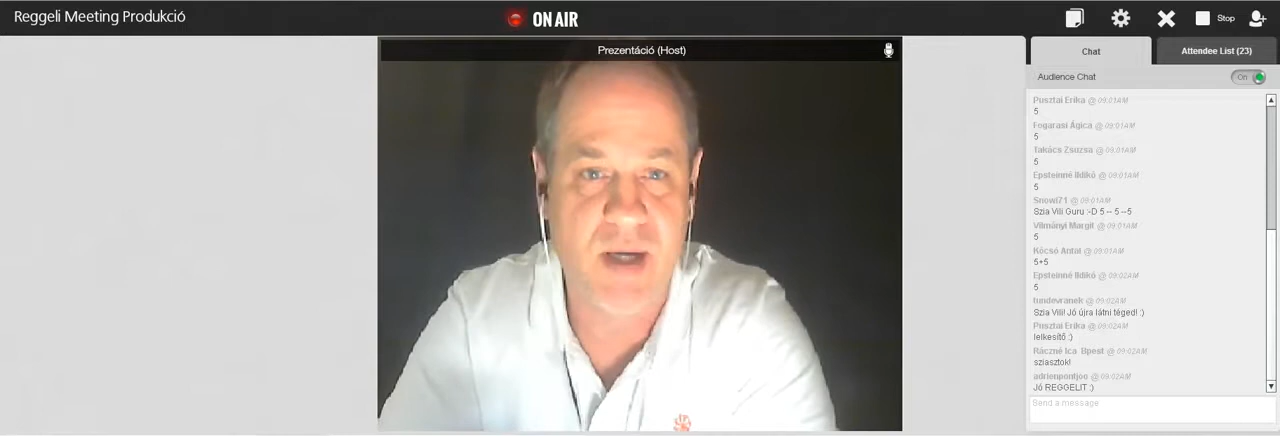 Reggeli Meeting Produkció
ON AIR
Stop
Prezentáció (Host)
Chat
Attendee List (23)
Audience Chat
On
Pusztai Erika @ 09:01AM
5
Fogarasi Ágica @ 09:01AM
5
Takács Zsuzsa @ 09:01AM
5
Epsteinné Ildikó @ 09:01AM
5
Snowi71 @ 09:01AM
Szia Vili Guru :-D 5 -- 5 --5
Vilmányi Margit @ 09:01AM
5
Kócsó Antal @ 09:01AM
5+5
Epsteinné Ildikó @ 09:02AM
5
tundevranek @ 09:02AM
Szia Vili! Jó újra látni téged! :)
Pusztai Erika @ 09:02AM
lelkesítő :)
Ráczné Ica Bpest @ 09:02AM
sziasztok!
adrienpontjoo @ 09:02AM
Jó REGGELIT :)
Send a message